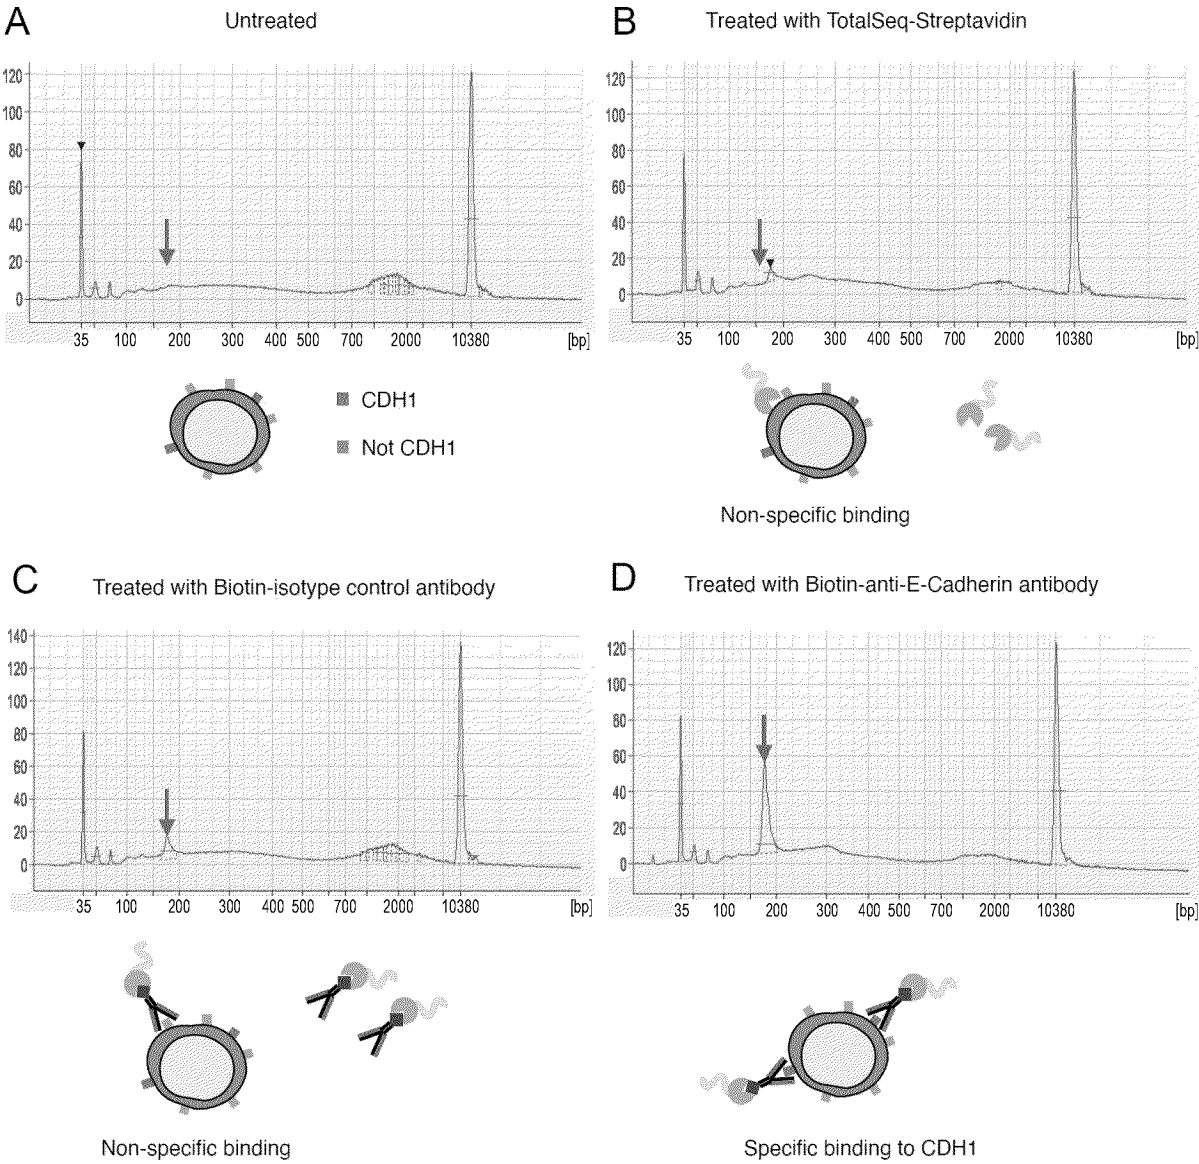 A
Untreated
120
100
80
60
40
20
0
35 100 200 300 400 500 700 2000 10380 [bp]
CDH1
Not CDH1
B
Treated with TotalSeq-Streptavidin
120
100
80
60
40
20
0
35 100 200 300 400 500 700 2000 10380 [bp]
Non-specific binding
C
Treated with Biotin-isotype control antibody
140
120
100
80
60
40
20
0
35 100 200 300 400 500 700 2000 10380 [bp]
Non-specific binding
D
Treated with Biotin-anti-E-Cadherin antibody
120
100
80
60
40
20
0
35 100 200 300 400 500 700 2000 10380 [bp]
Specific binding to CDH1